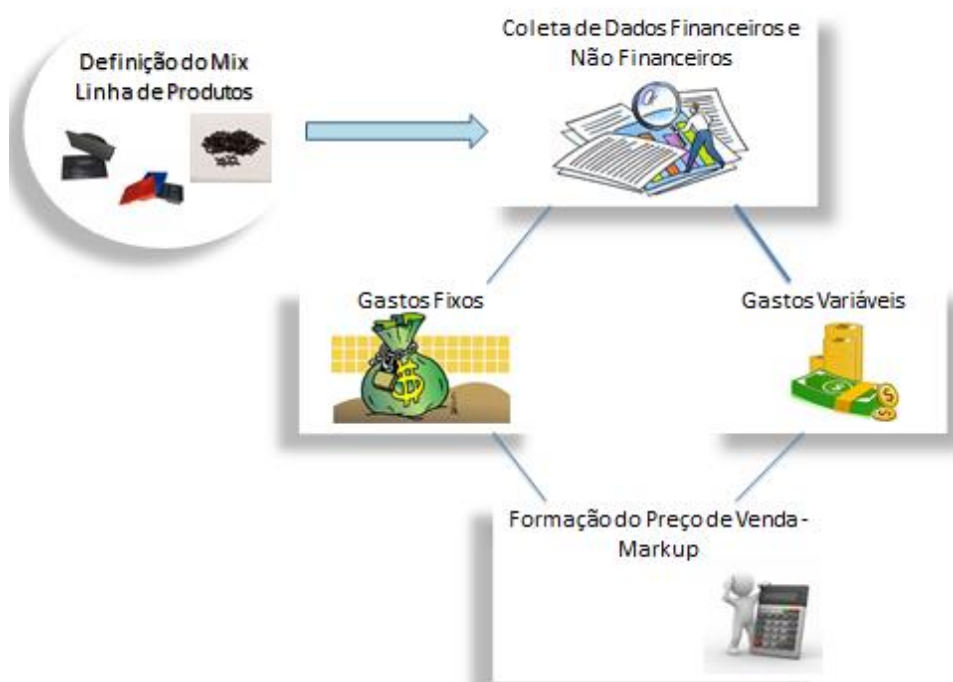 Definição do Mix
Linha de Produtos
Coleta de Dados Financeiros e
Não Financeiros
Gastos Fixos
Gastos Variáveis
Formação do Preço de Venda -
Markup